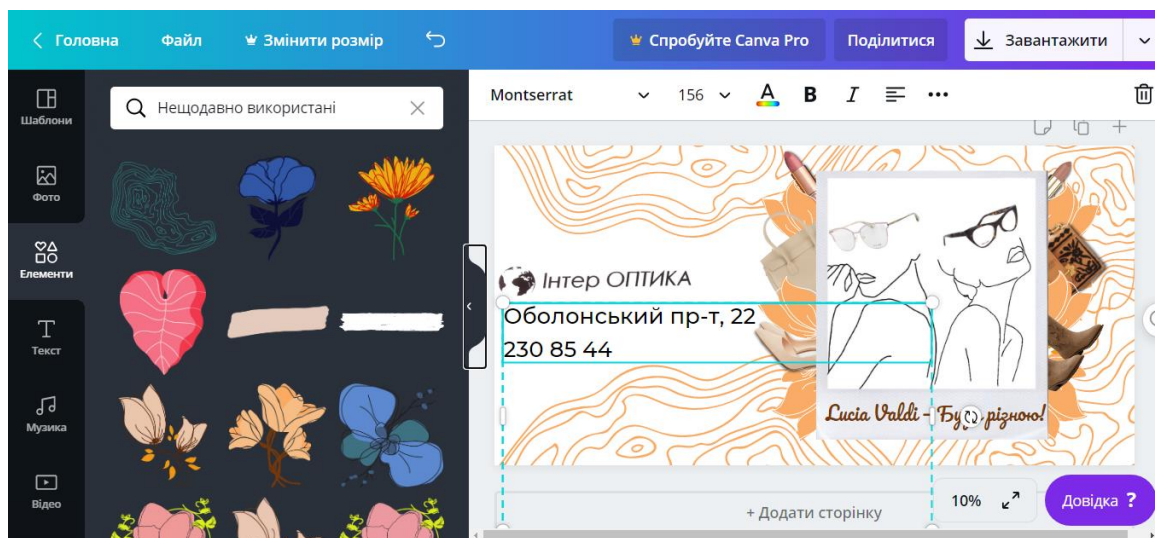 Головна Файл Змінити розмір Спробуйте Canva Pro Поділитися Завантажити
Шаблони
Фото
Елементи
Текст
Музика
Відео
Нещодавно використані
Montserrat 156 A B I
Інтер ОПТИКА
Оболонський пр-т, 22
230 85 44
Lucia Valdi - різною!
+ Додати сторінку
10%
Довідка ?